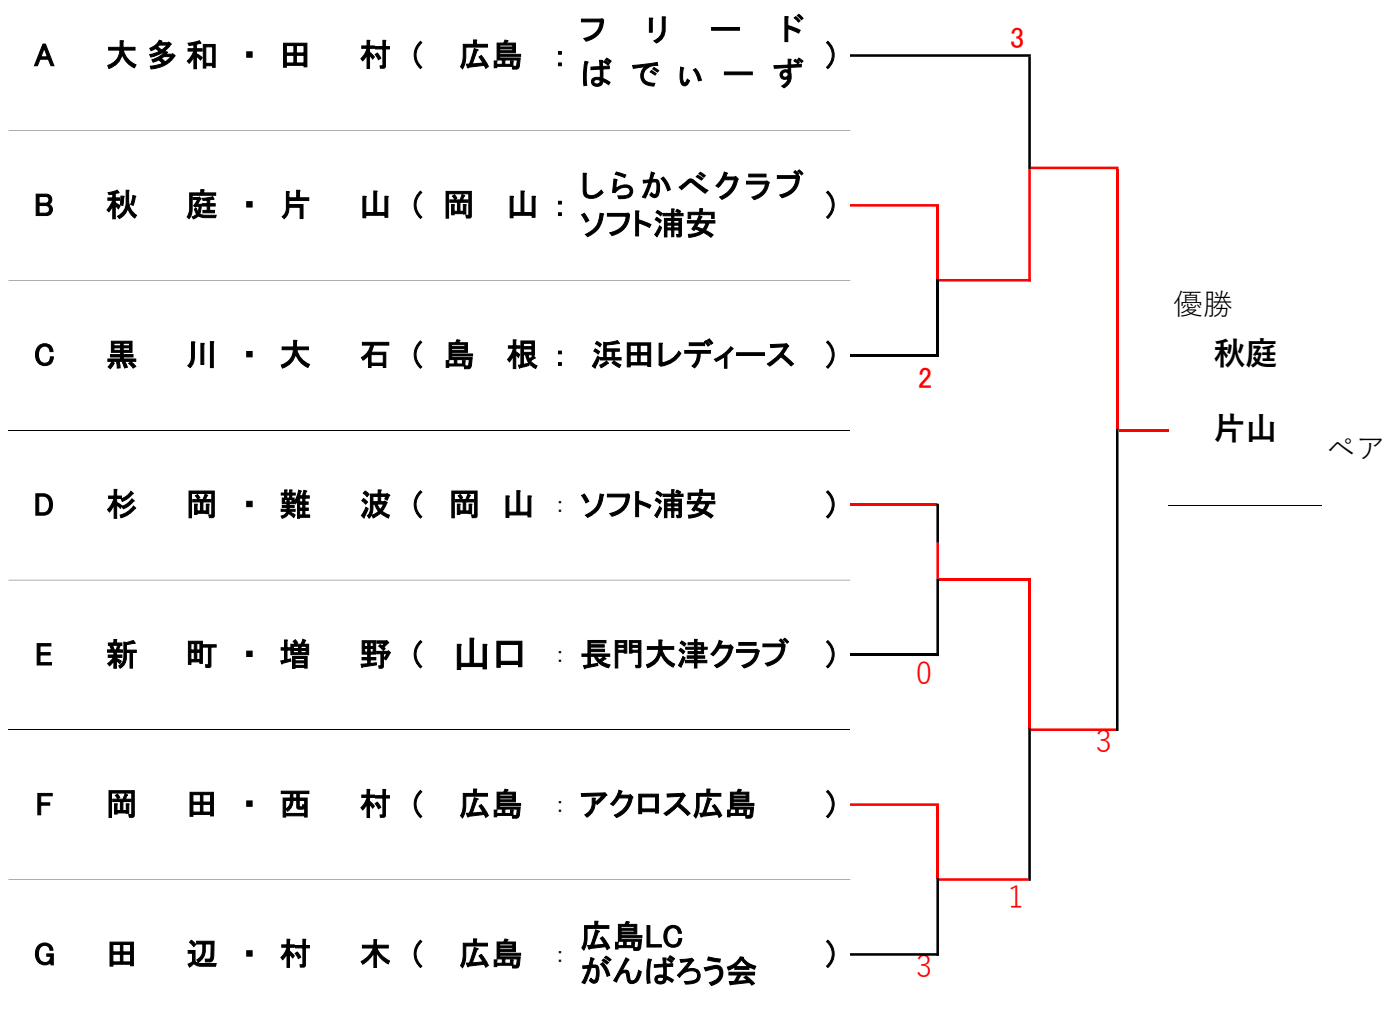 A 大多和・田 村( 広島 : フリード
ばでぃーず )
3
B 秋 庭・片 山( 岡 山 : しらかべクラブ
ソフト浦安 )
優勝
C 黒 川・大 石( 島 根 : 浜田レディース )
秋庭
2
片山
ペア
D 杉 岡・難 波( 岡 山 : ソフト浦安 )
E 新 町・増 野( 山口 : 長門大津クラブ )
0
3
F 岡 田・西 村( 広島 : アクロス広島 )
1
G 田 辺・村 木( 広島 : 広島LC
がんばろう会 )
3